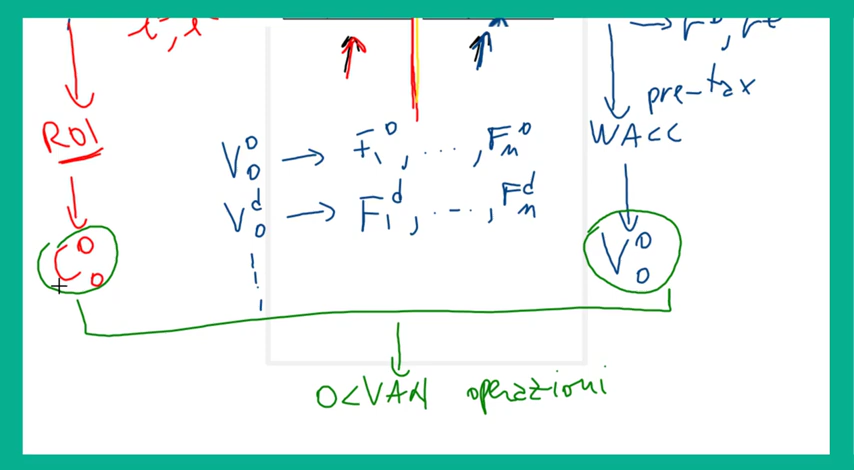 pre-tax
ROI
WACC
V₀⁰ → F₁⁰, ..., Fₙ⁰
V₀ᵈ → F₁ᵈ, ..., Fₙᵈ
C₀⁰
V₀⁰
0<VAN operazioni